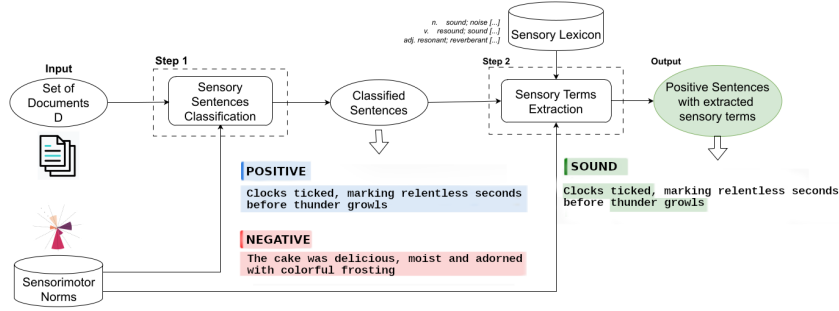 n. sound; noise [...]
v. resound; sound [...]
adj. resonant; reverberant [...]
Sensory Lexicon
Input
Step 1
Step 2
Output
Set of
Documents
D
Sensory
Sentences
Classification
Classified
Sentences
Sensory Terms
Extraction
Positive Sentences
with extracted
sensory terms
POSITIVE
Clocks ticked, marking relentless seconds
before thunder growls
SOUND
Clocks ticked, marking relentless seconds
before thunder growls
NEGATIVE
The cake was delicious, moist and adorned
with colorful frosting
Sensorimotor
Norms